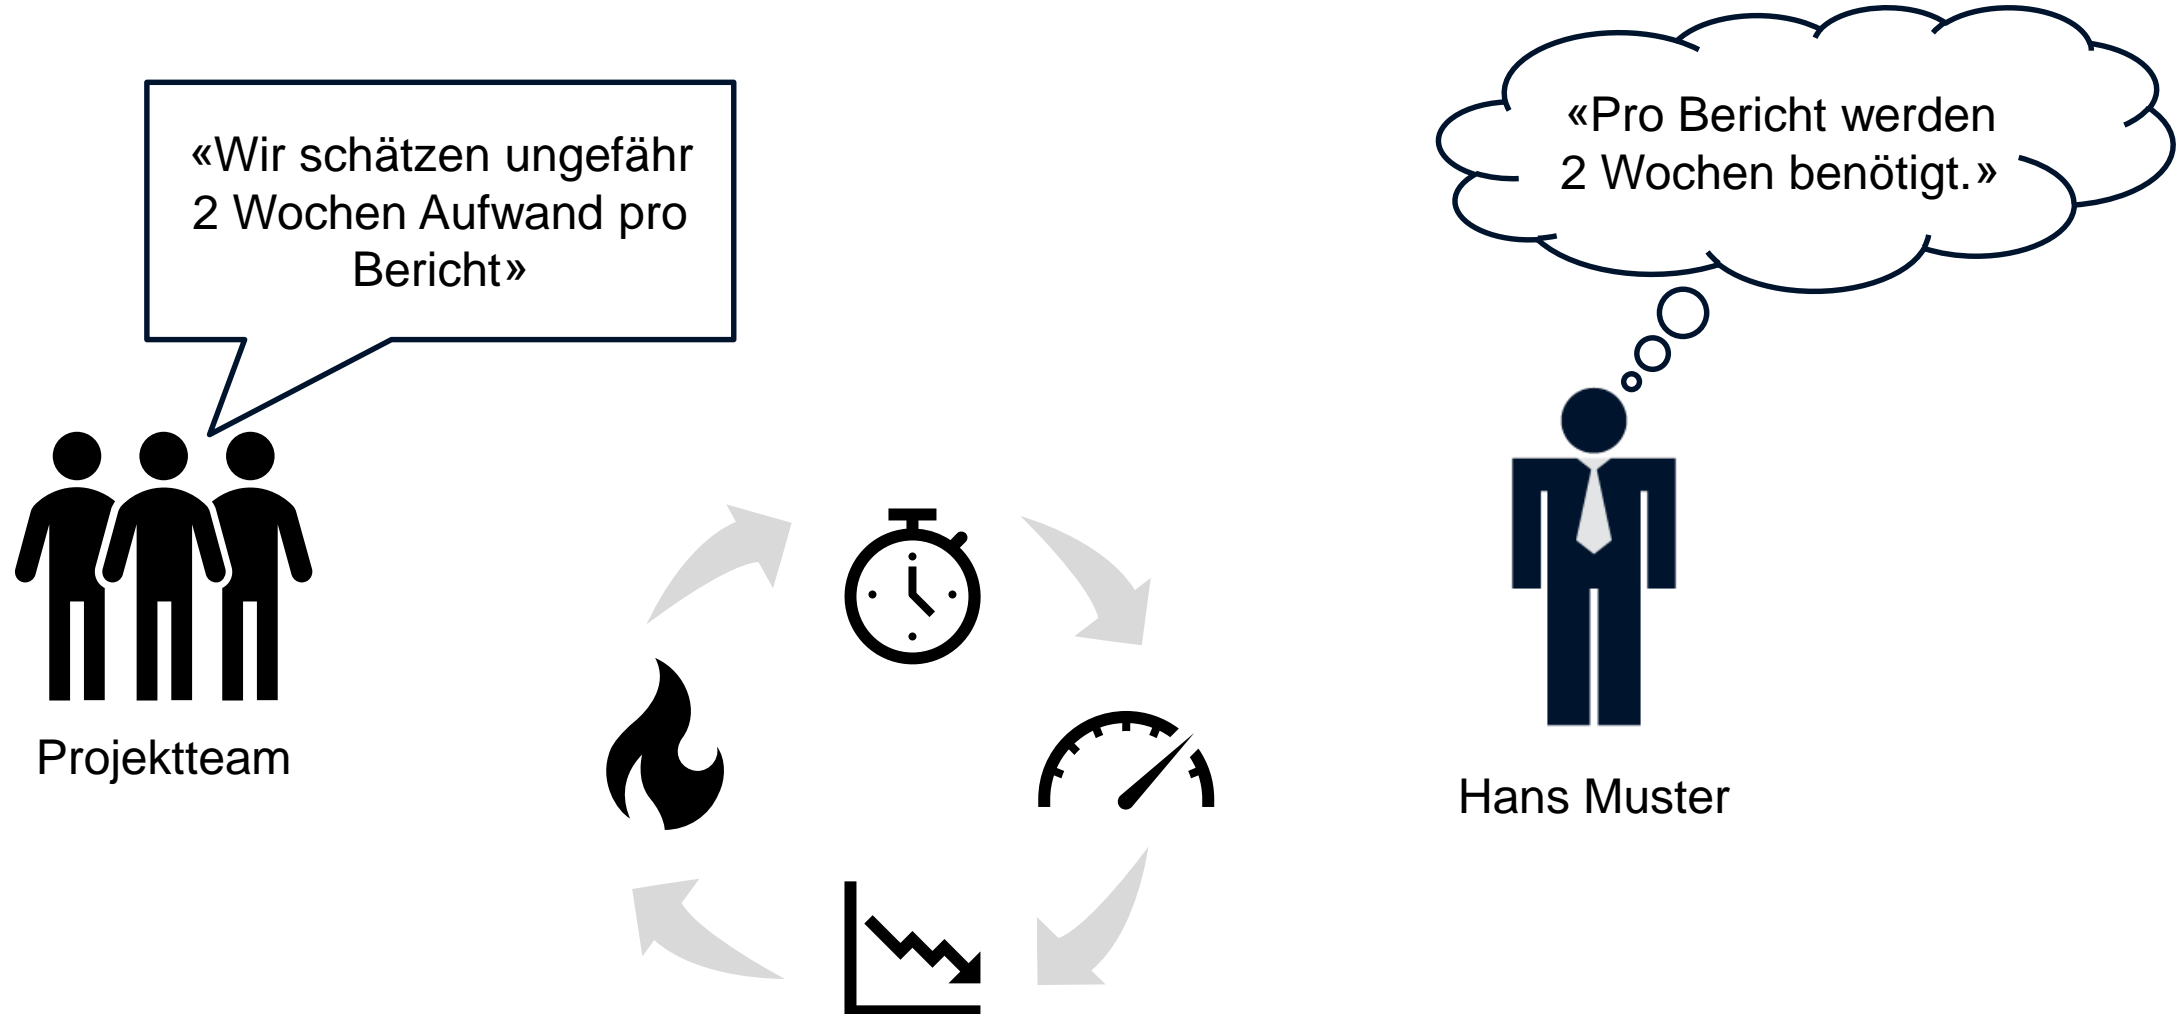 «Wir schätzen ungefähr
2 Wochen Aufwand pro
Bericht»
«Pro Bericht werden
2 Wochen benötigt.»
Projektteam
Hans Muster